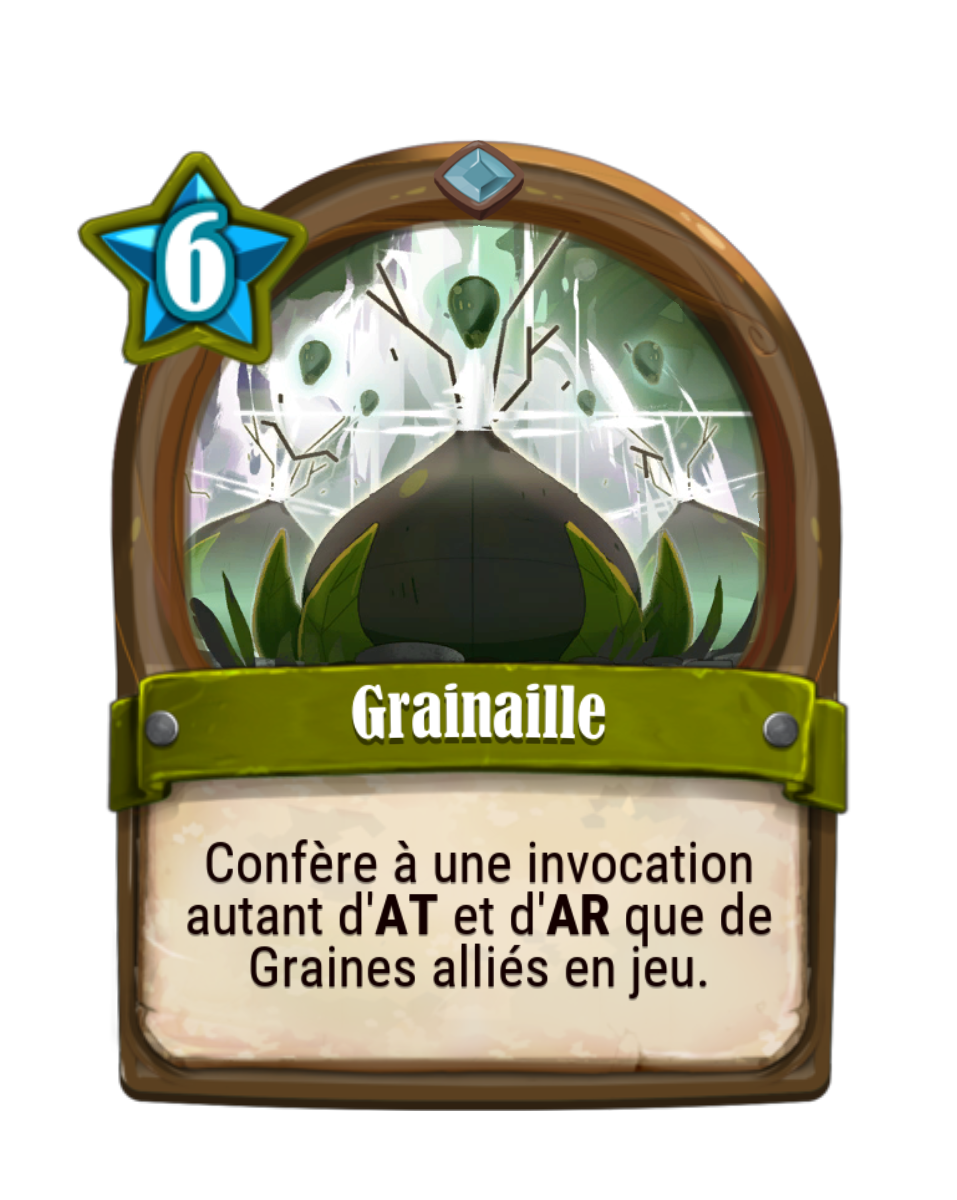 6
Grainaille
Confère à une invocation
autant d'AT et d'AR que de
Graines alliés en jeu.